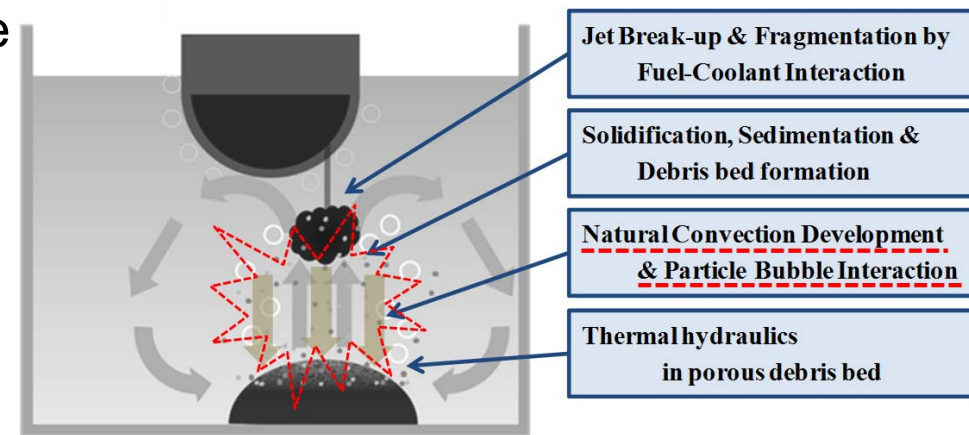 e
Jet Break-up & Fragmentation by
Fuel-Coolant Interaction
Solidification, Sedimentation &
Debris bed formation
Natural Convection Development
& Particle Bubble Interaction
Thermal hydraulics
in porous debris bed